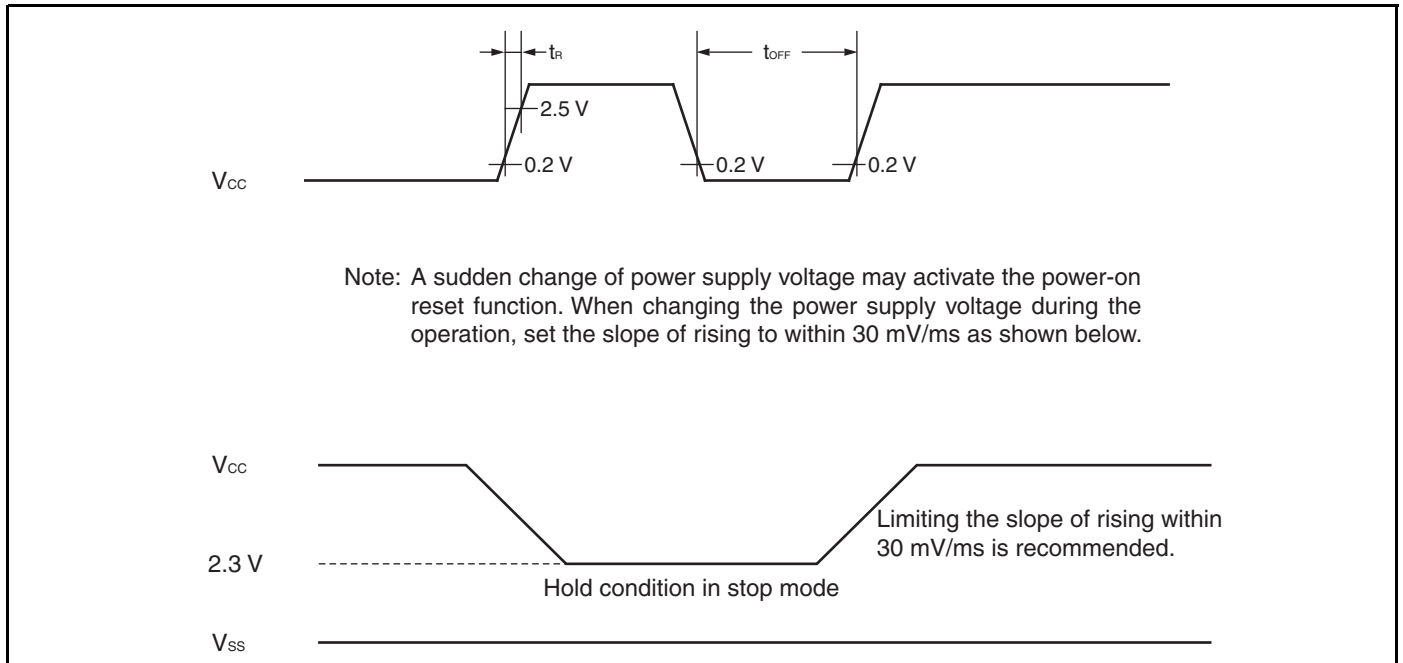 tR
tOFF
2.5 V
0.2 V
0.2 V
0.2 V
VCC
Note: A sudden change of power supply voltage may activate the power-on
reset function. When changing the power supply voltage during the
operation, set the slope of rising to within 30 mV/ms as shown below.
VCC
Limiting the slope of rising within
30 mV/ms is recommended.
2.3 V
Hold condition in stop mode
VSS